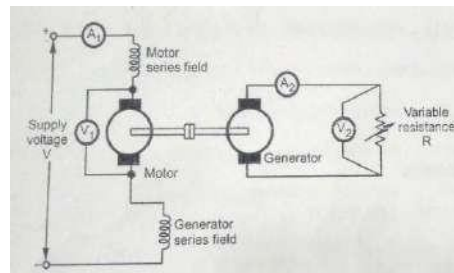 +
A1
Motor
series field
A2
Supply
voltage
V
V1
V2
Variable
resistance
R
Generator
Motor
Generator
series field
-